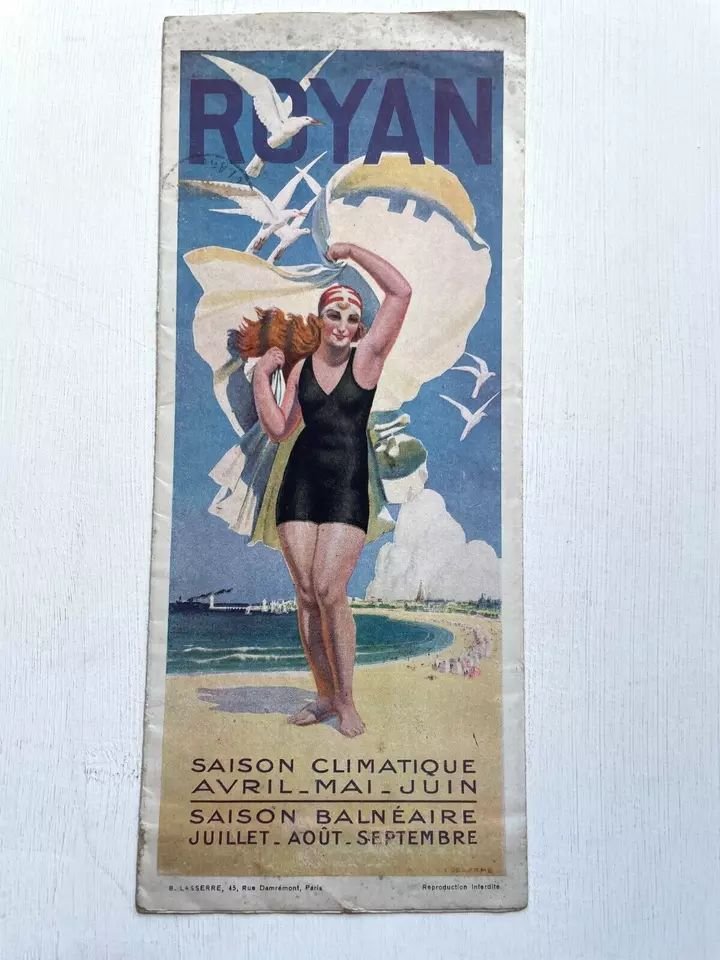 ROYAN
SAISON CLIMATIQUE
AVRIL_MAI_JUIN
SAISON BALNÉAIRE
JUILLET_AOÛT_SEPTEMBRE
B. LASSERRE, 45, Rue Damrémont, Paris
Reproduction Interdite